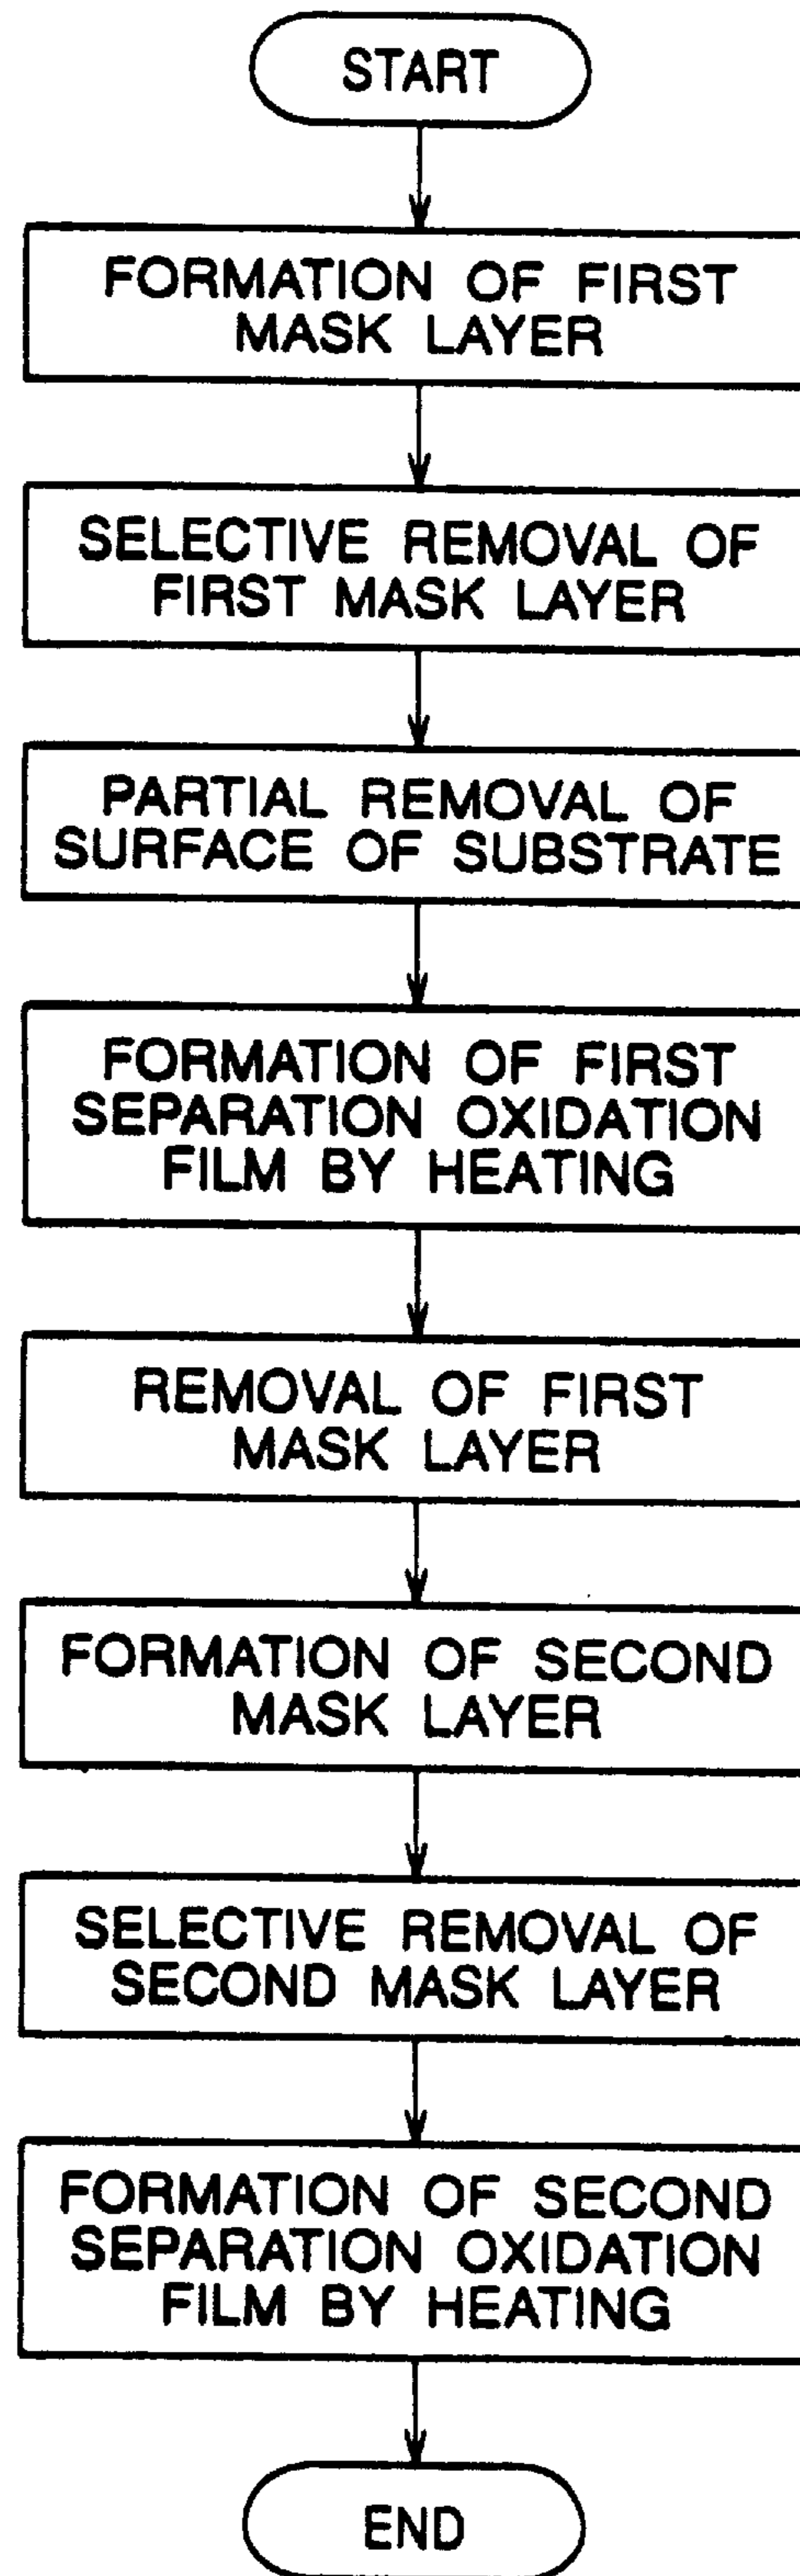 START
FORMATION OF FIRST
MASK LAYER
SELECTIVE REMOVAL OF
FIRST MASK LAYER
PARTIAL REMOVAL OF
SURFACE OF SUBSTRATE
FORMATION OF FIRST
SEPARATION OXIDATION
FILM BY HEATING
REMOVAL OF FIRST
MASK LAYER
FORMATION OF SECOND
MASK LAYER
SELECTIVE REMOVAL OF
SECOND MASK LAYER
FORMATION OF SECOND
SEPARATION OXIDATION
FILM BY HEATING
END